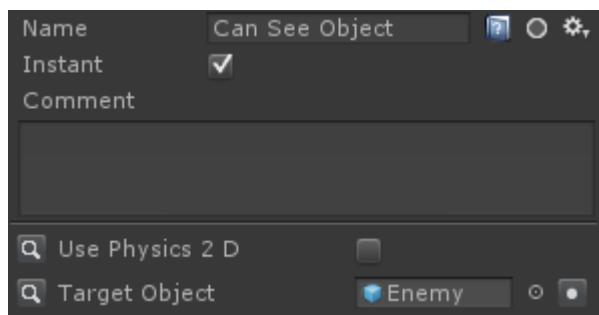 Name Can See Object
Instant
Comment
Use Physics 2 D
Target Object Enemy